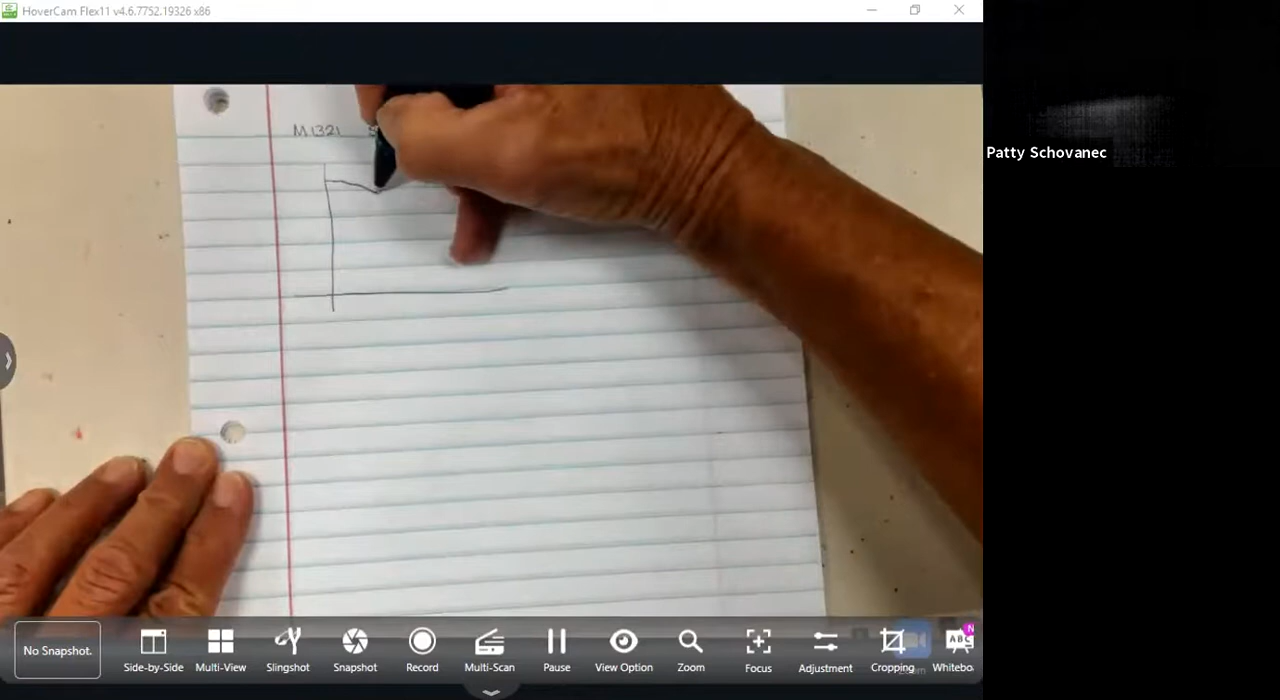 HoverCam Flex11 v4.6.7752.19326 x86
M1321
Patty Schovanec
No Snapshot.
Side-by-Side
Multi-View
Slingshot
Snapshot
Record
Multi-Scan
Pause
View Option
Zoom
Focus
Adjustment
Cropping
ABC
N